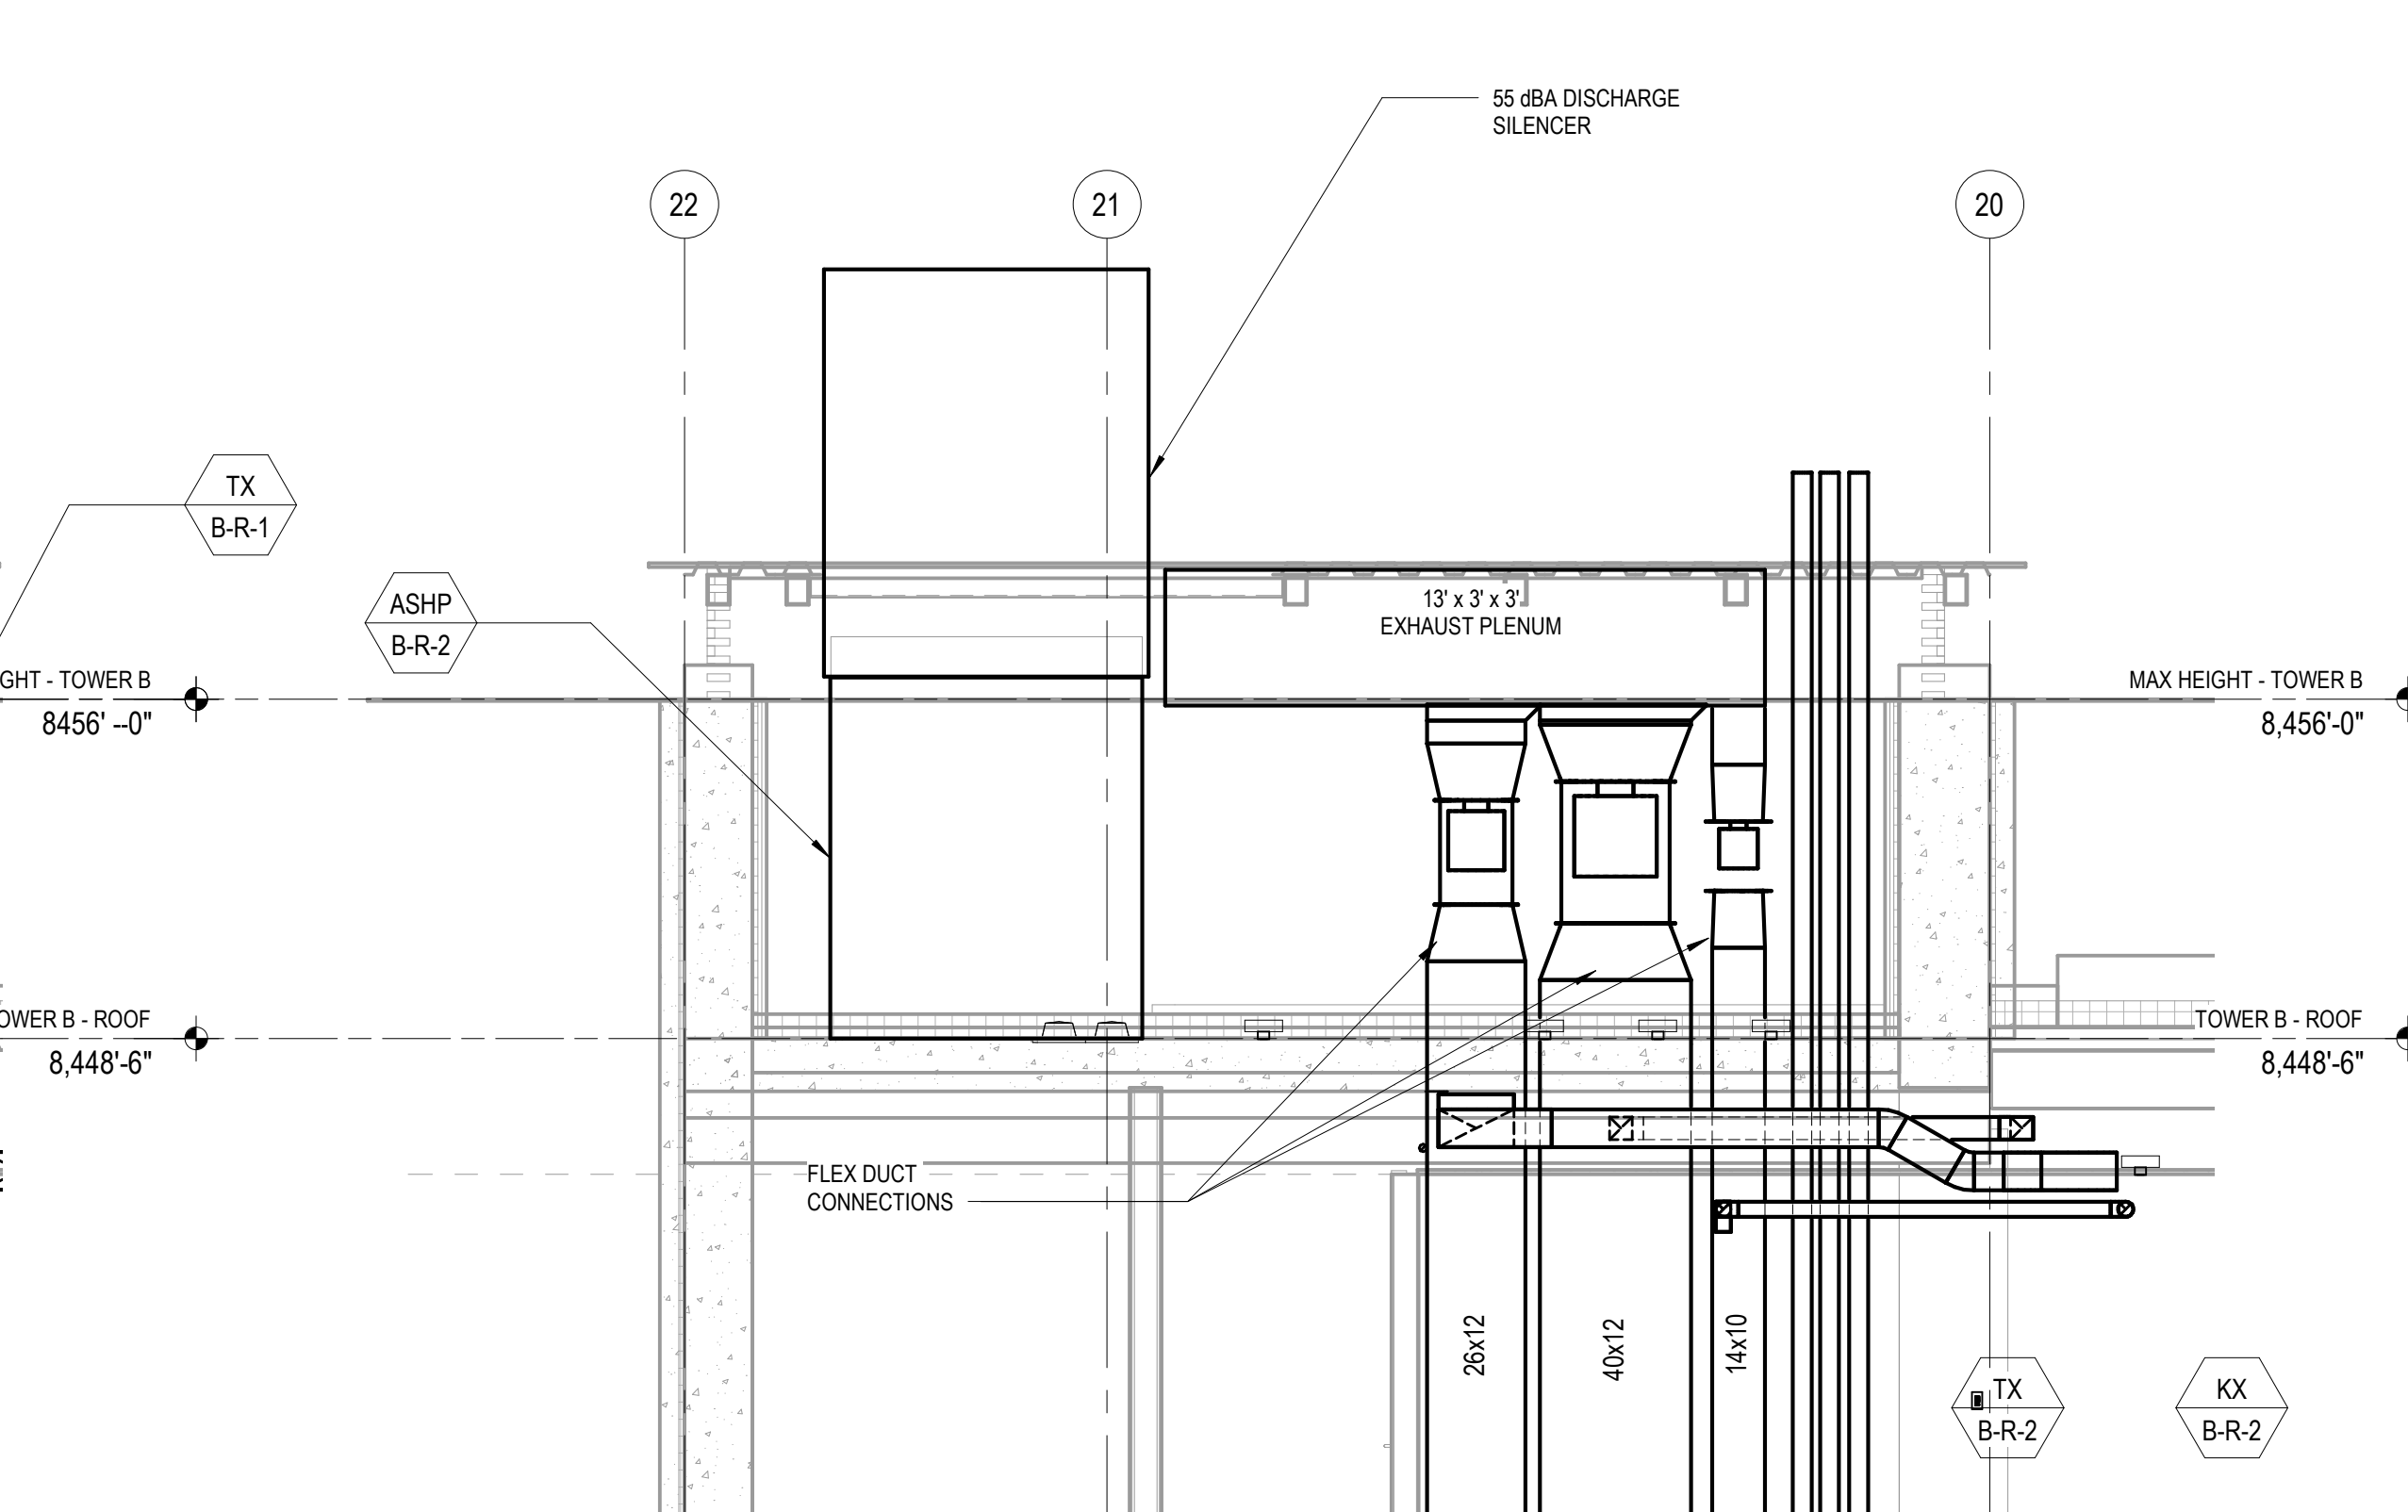 55 dBA DISCHARGE
SILENCER
22
21
20
TX
B-R-1
ASHP
B-R-2
13' x 3' x 3'
EXHAUST PLENUM
GHT - TOWER B
8456' --0"
MAX HEIGHT - TOWER B
8,456'-0"
OWER B - ROOF
8,448'-6"
TOWER B - ROOF
8,448'-6"
FLEX DUCT
CONNECTIONS
26x12
40x12
14x10
TX
B-R-2
KX
B-R-2